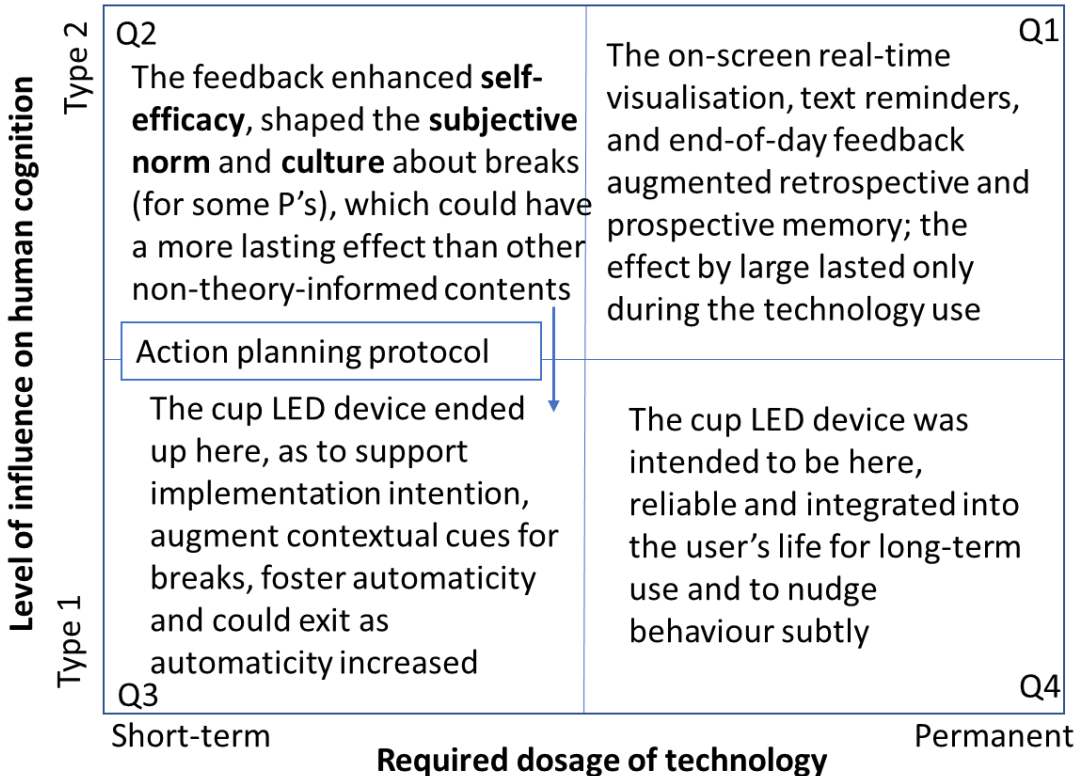 Q2
The feedback enhanced self-
efficacy, shaped the subjective
norm and culture about breaks
(for some P’s), which could have
a more lasting effect than other
non-theory-informed contents
Q1
The on-screen real-time
visualisation, text reminders,
and end-of-day feedback
augmented retrospective and
prospective memory; the
effect by large lasted only
during the technology use
Action planning protocol
The cup LED device ended
up here, as to support
implementation intention,
augment contextual cues for
breaks, foster automaticity
and could exit as
automaticity increased
Q3
The cup LED device was
intended to be here,
reliable and integrated into
the user’s life for long-term
use and to nudge
behaviour subtly
Q4
Level of influence on human cognition
Type 2
Type 1
Short-term
Permanent
Required dosage of technology